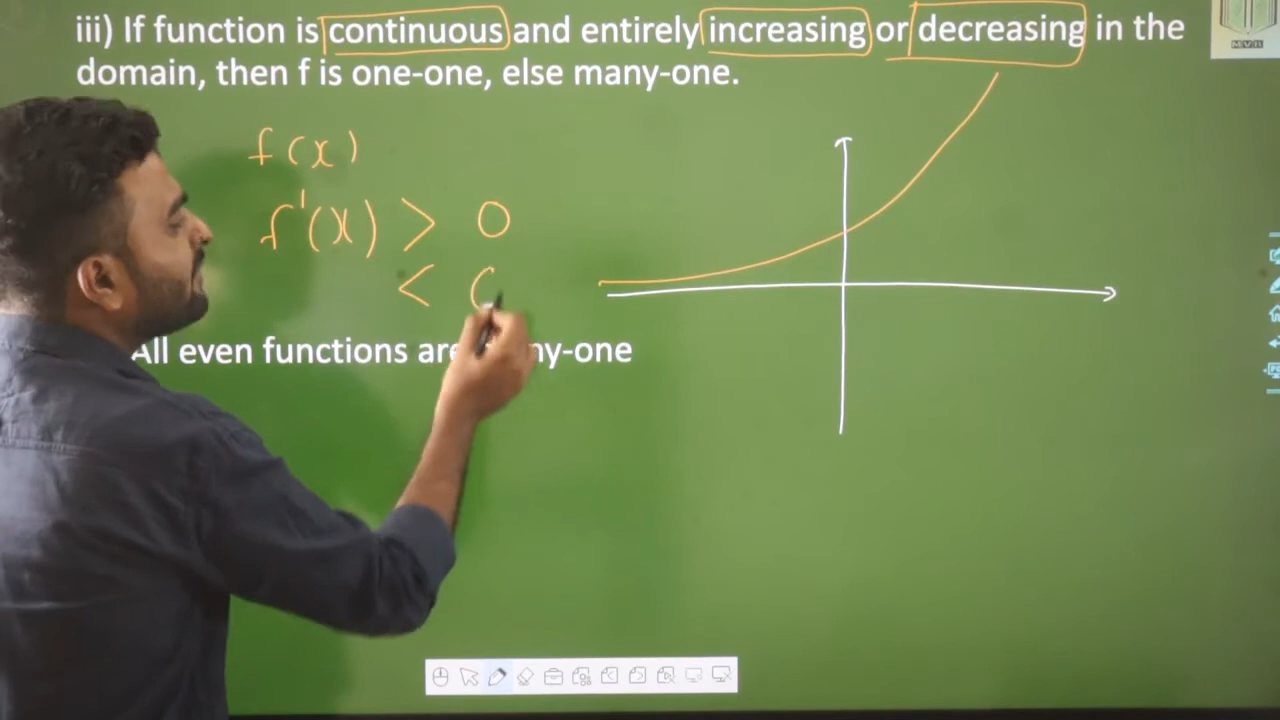 iii) If function is continuous and entirely increasing or decreasing in the
domain, then f is one-one, else many-one.
f(x)
f'(x) > 0
<
All even functions are ny-one
MVB